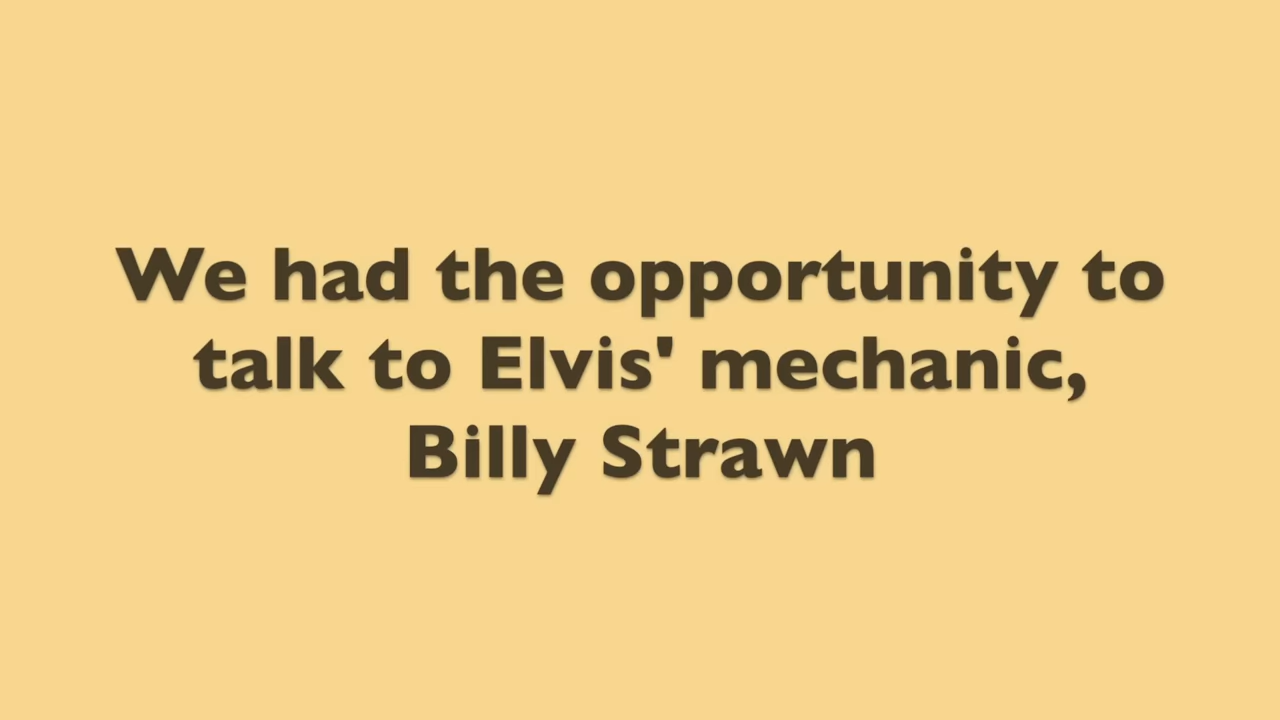 We had the opportunity to
talk to Elvis' mechanic,
Billy Strawn